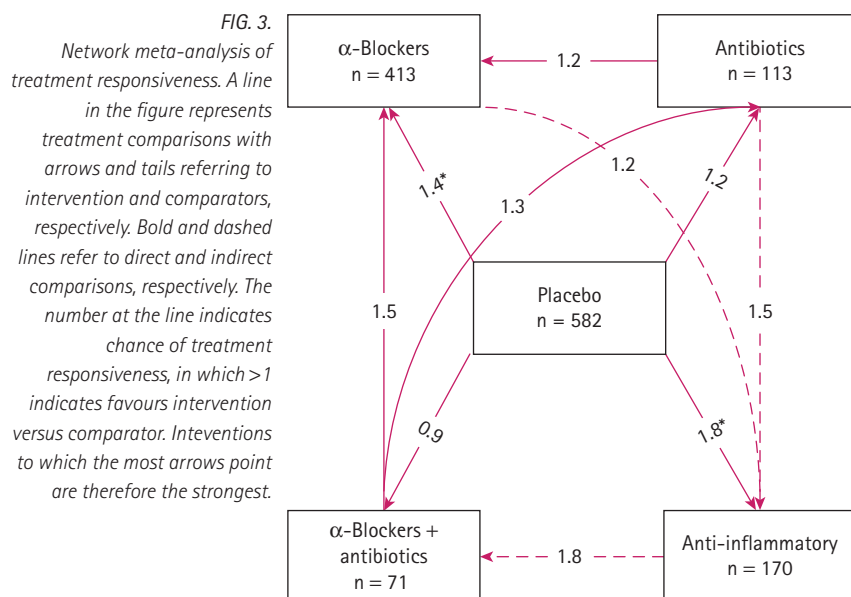 FIG. 3.
Network meta-analysis of
treatment responsiveness. A line
in the figure represents
treatment comparisons with
arrows and tails referring to
intervention and comparators,
respectively. Bold and dashed
lines refer to direct and indirect
comparisons, respectively. The
number at the line indicates
chance of treatment
responsiveness, in which >1
indicates favours intervention
versus comparator. Inteventions
to which the most arrows point
are therefore the strongest.
α-Blockers
n = 413
1.2
Antibiotics
n = 113
1.4*
1.3
1.2
1.2
Placebo
n = 582
1.5
1.5
0.9
1.8*
α-Blockers +
antibiotics
n = 71
1.8
Anti-inflammatory
n = 170